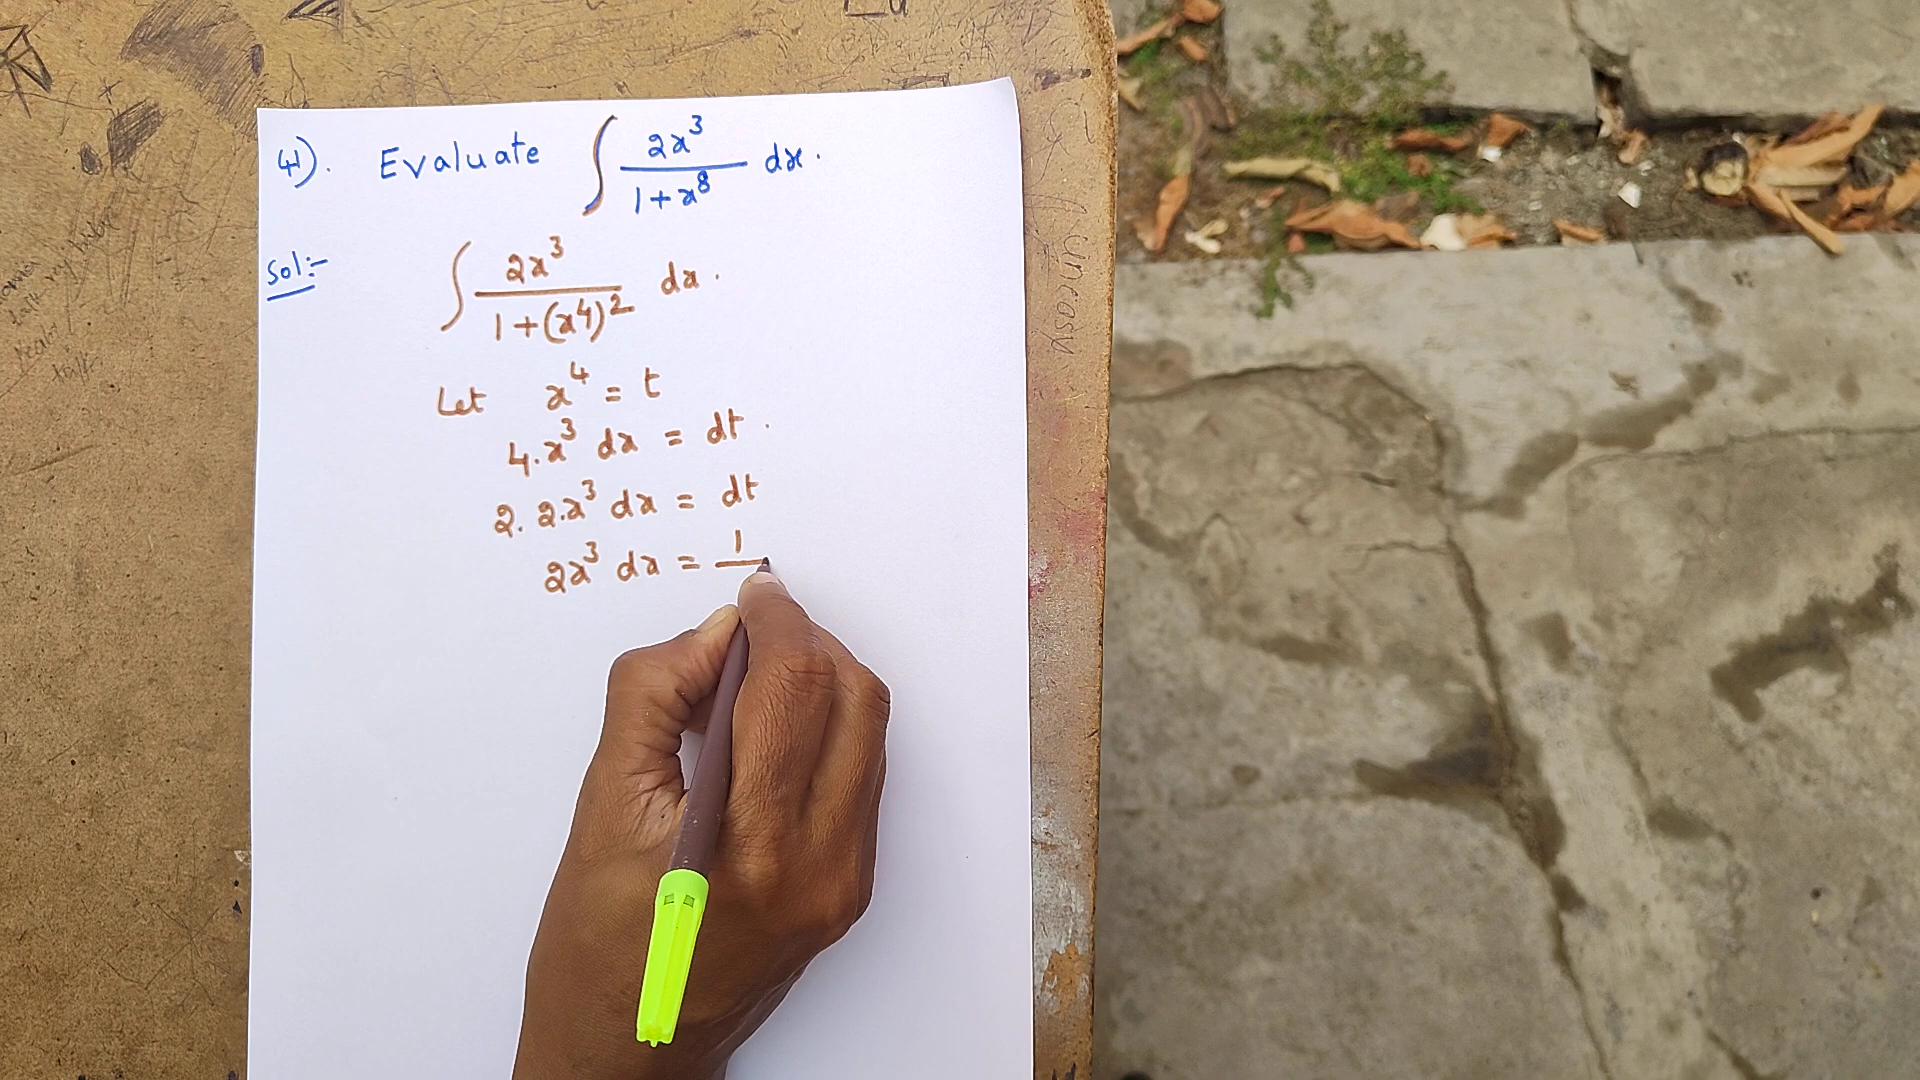 41). Evaluate ∫ 2x³/(1+x⁸) dx.
Sol:- ∫ 2x³/(1+(x⁴)²) dx.
Let x⁴ = t
4.x³ dx = dt.
2. 2.x³ dx = dt
2x³ dx = 1/